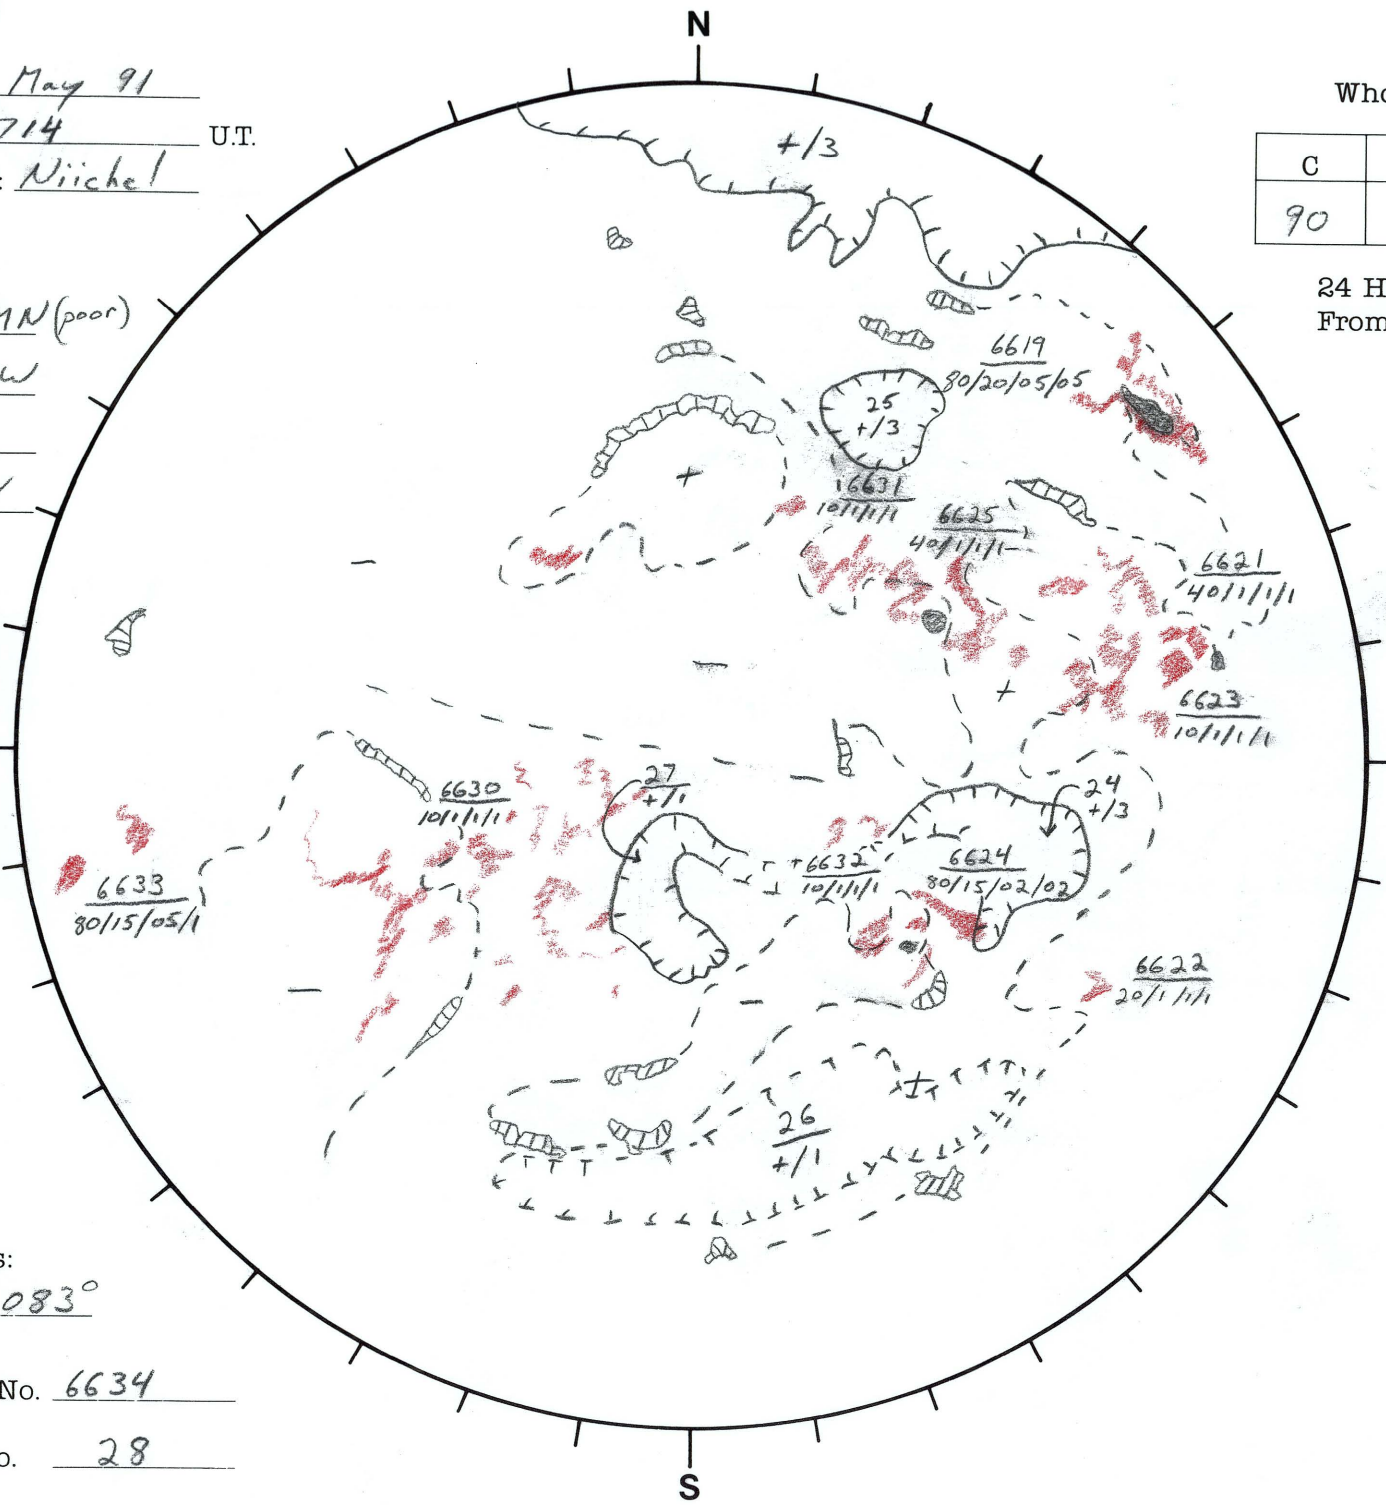 N
May 91
714 U.T.
: Niichel
Who
C
90
24 H
From
MN (poor)
W
+/3
6619
80/20/05/05
25
+/3
+
6631
10/1/1/1
6625
40/1/1/1
6621
40/1/1/1
—
—
+
6623
10/1/1/1
6630
10/1/1/1
27
+/1
24
+/3
6632
10/1/1/1
6624
80/15/02/02
6633
80/15/05/1
6622
20/1/1/1
—
—
+
26
+/1
s:
083°
No. 6634
o. 28
S